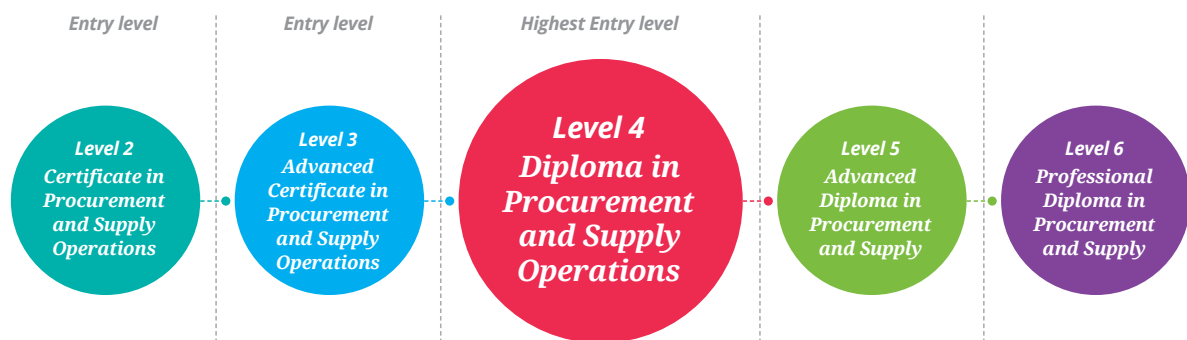 Entry level
Entry level
Highest Entry level
Level 2
Certificate in
Procurement
and Supply
Operations
Level 3
Advanced
Certificate in
Procurement
and Supply
Operations
Level 4
Diploma in
Procurement
and Supply
Operations
Level 5
Advanced
Diploma in
Procurement
and Supply
Level 6
Professional
Diploma in
Procurement
and Supply